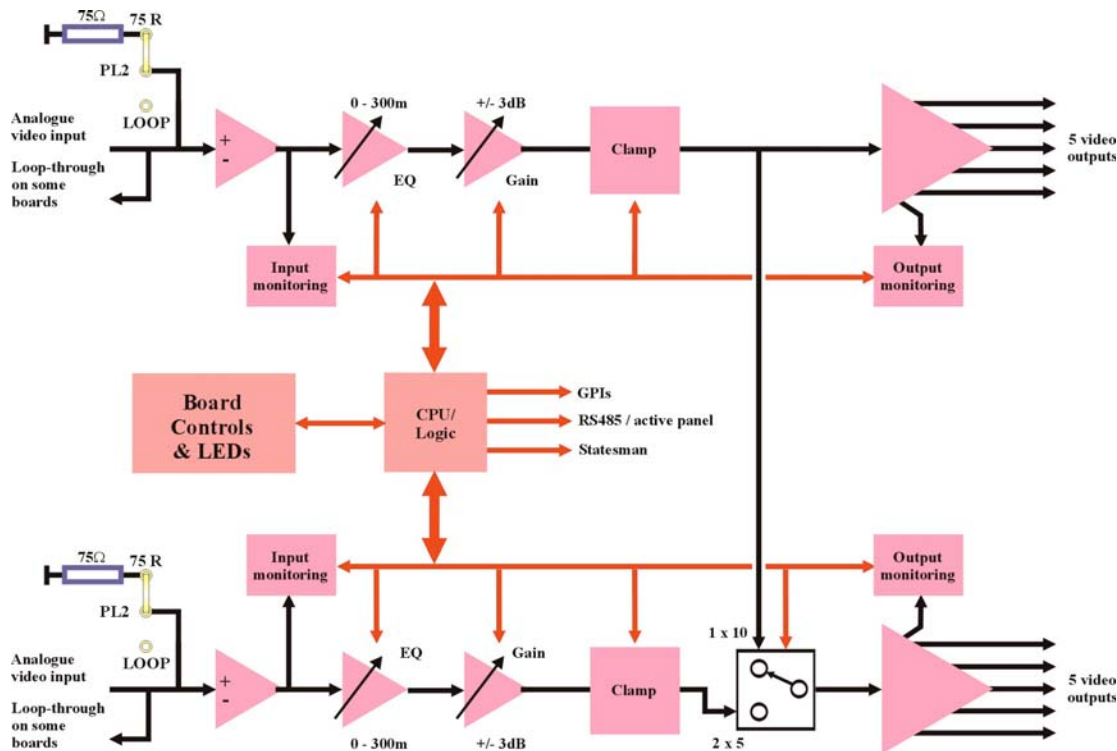 75Ω
75 R
PL2
LOOP
Analogue
video input
Loop-through
on some
boards
+
-
0 - 300m
EQ
+/- 3dB
Gain
Clamp
5 video
outputs
Input
monitoring
Output
monitoring
Board
Controls
& LEDs
CPU/
Logic
GPIs
RS485 / active panel
Statesman
75Ω
75 R
PL2
LOOP
Analogue
video input
Loop-through
on some
boards
+
-
Input
monitoring
EQ
0 - 300m
Gain
+/- 3dB
Clamp
1 x 10
2 x 5
Output
monitoring
5 video
outputs